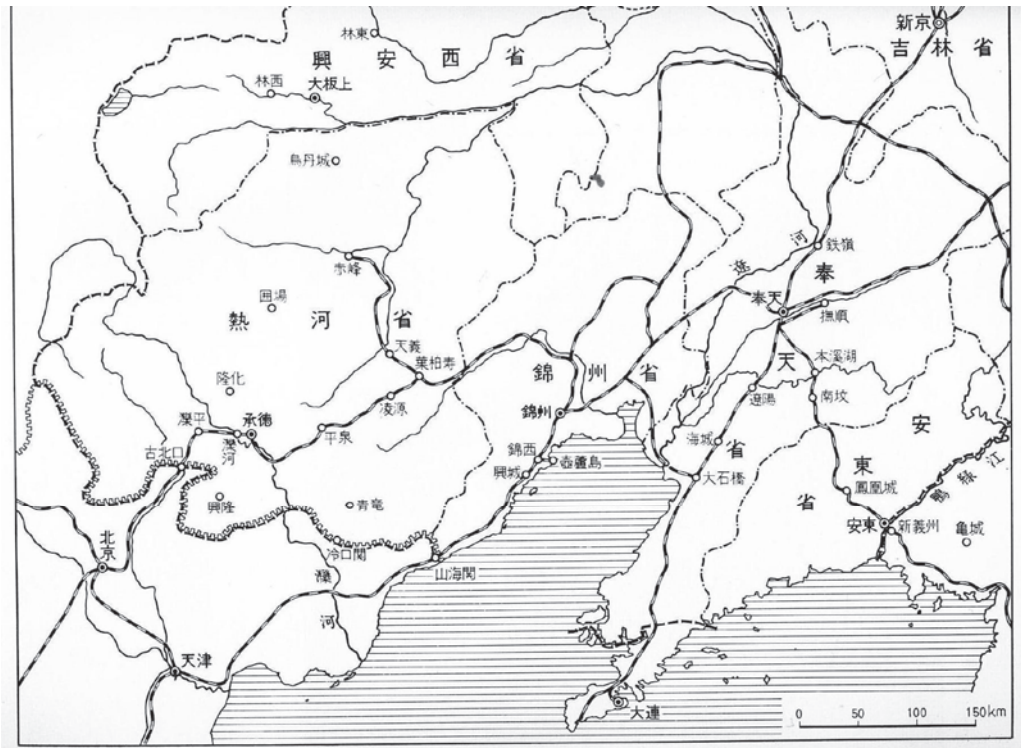 新京
吉林省
林東
興安西省
林西
大板上
烏丹城
遼河
鉄嶺
赤峰
奉天
撫順
囲場
熱河省
天義
葉柏寿
奉天省
本溪湖
隆化
凌源
錦州省
遼陽
南坟
灤平
承徳
平泉
錦州
灤河
古北口
海城
安東省
錦西
壺蘆島
興城
大石橋
興隆
青竜
鳳凰城
鴨緑江
安東
新義州
亀城
冷口関
北京
山海関
灤河
天津
大連
0 50 100 150km